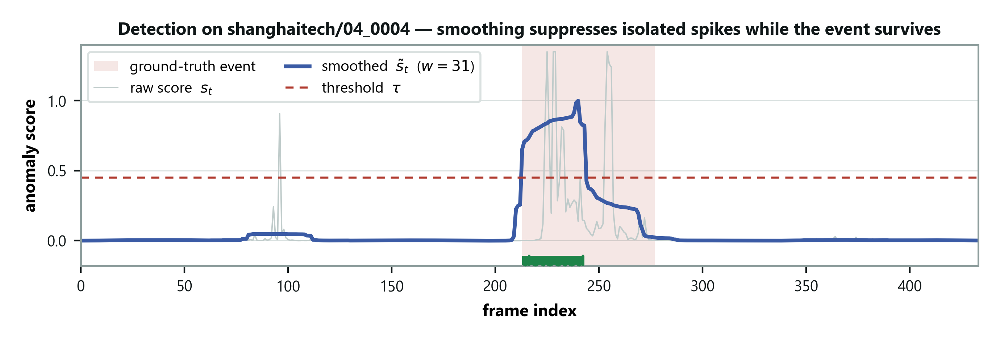 Detection on shanghaitech/04_0004 — smoothing suppresses isolated spikes while the event survives
ground-truth event
raw score s_t
smoothed s̃_t (w = 31)
threshold τ
anomaly score
1.0
0.5
0.0
0 50 100 150 200 250 300 350 400
frame index